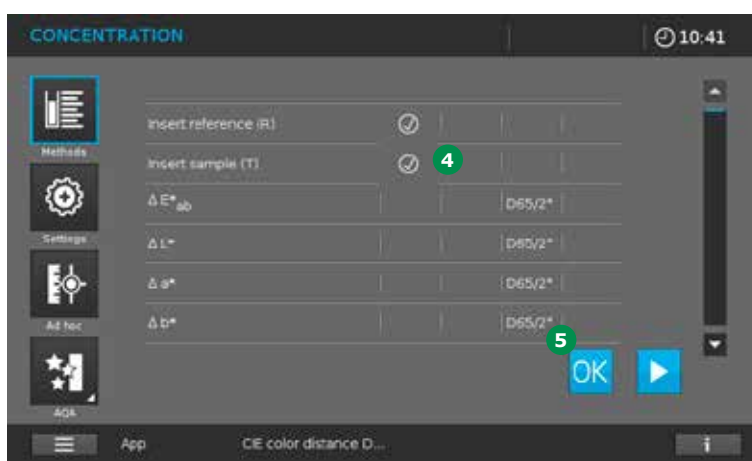 CONCENTRATION 10:41
Methods
Insert reference (R)
Insert sample (T) 4
Settings
Δ E*ab D65/2°
Δ L* D65/2°
Ad hoc
Δ a* D65/2°
Δ b* D65/2°
5
OK
AQA
App CIE color distance D... i